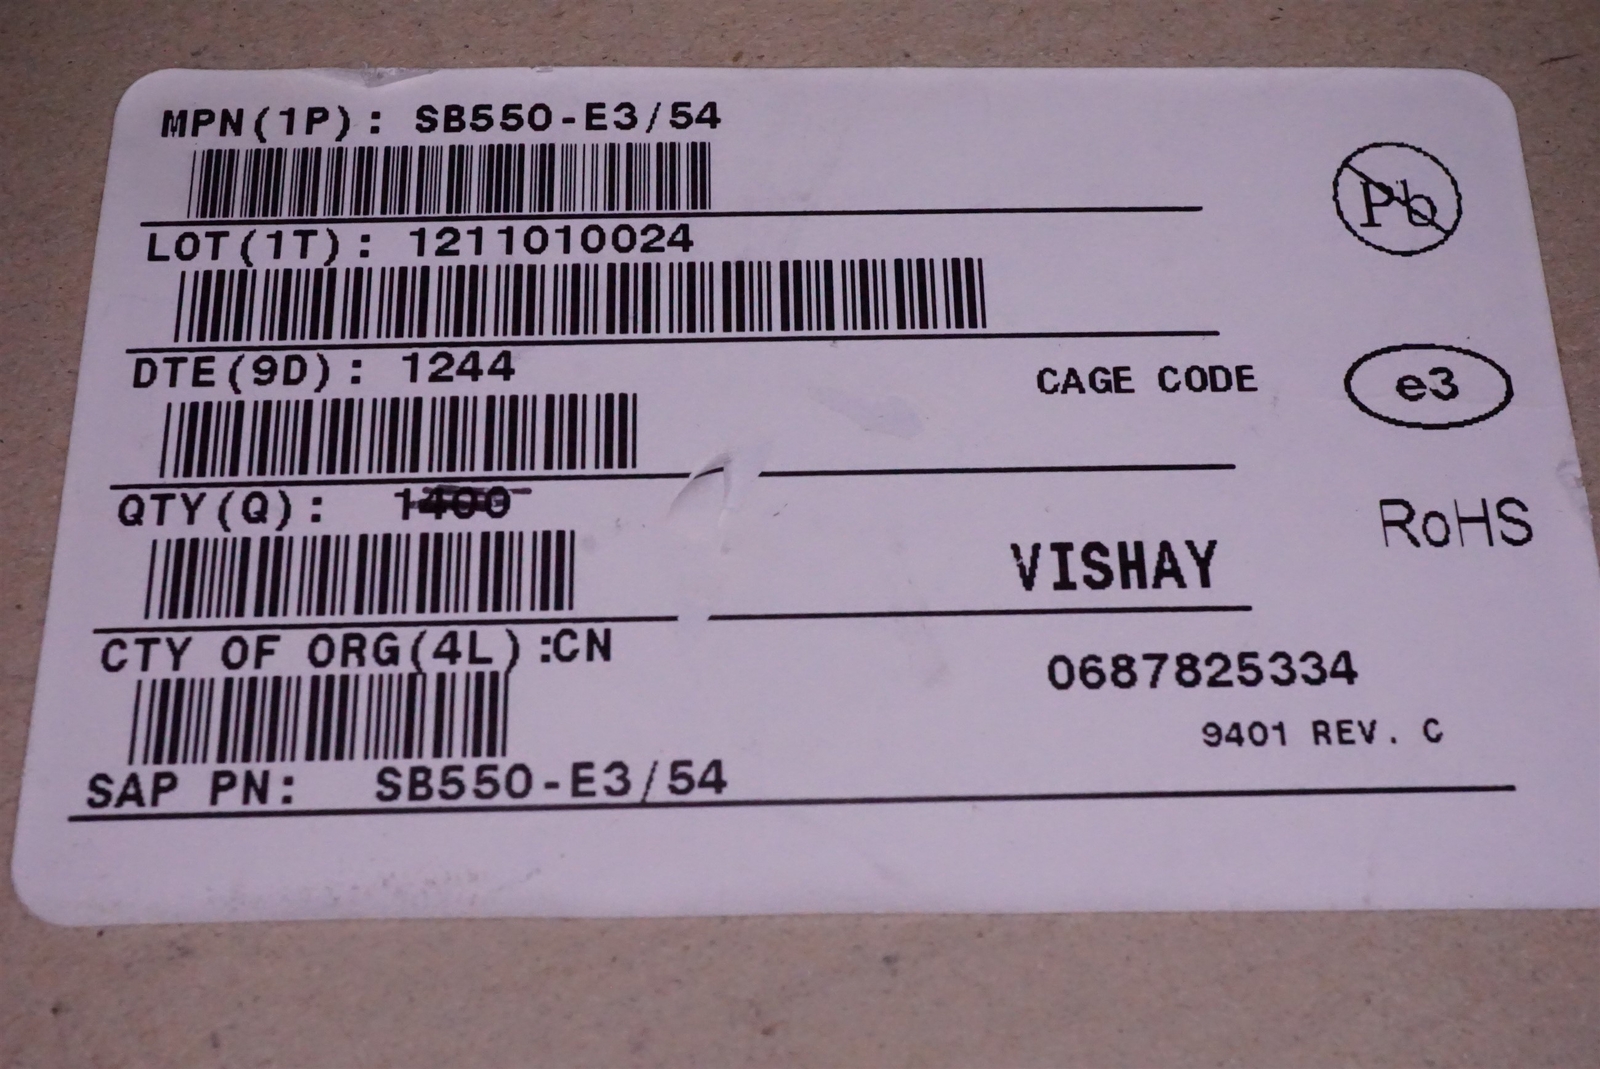 MPN(1P): SB550-E3/54
Pb
LOT(1T): 1211010024
DTE(9D): 1244
CAGE CODE
e3
QTY(Q): 1400
RoHS
VISHAY
CTY OF ORG(4L):CN
0687825334
9401 REV. C
SAP PN: SB550-E3/54